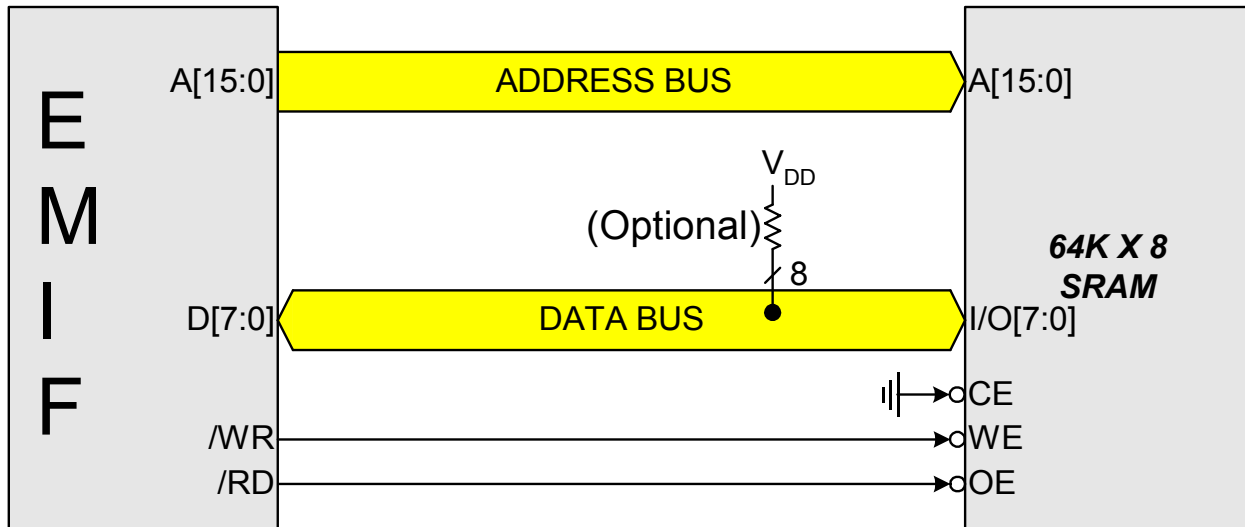 EMIF
A[15:0]
ADDRESS BUS
A[15:0]
VDD
(Optional)
8
64K X 8
SRAM
D[7:0]
DATA BUS
I/O[7:0]
CE
/WR
WE
/RD
OE